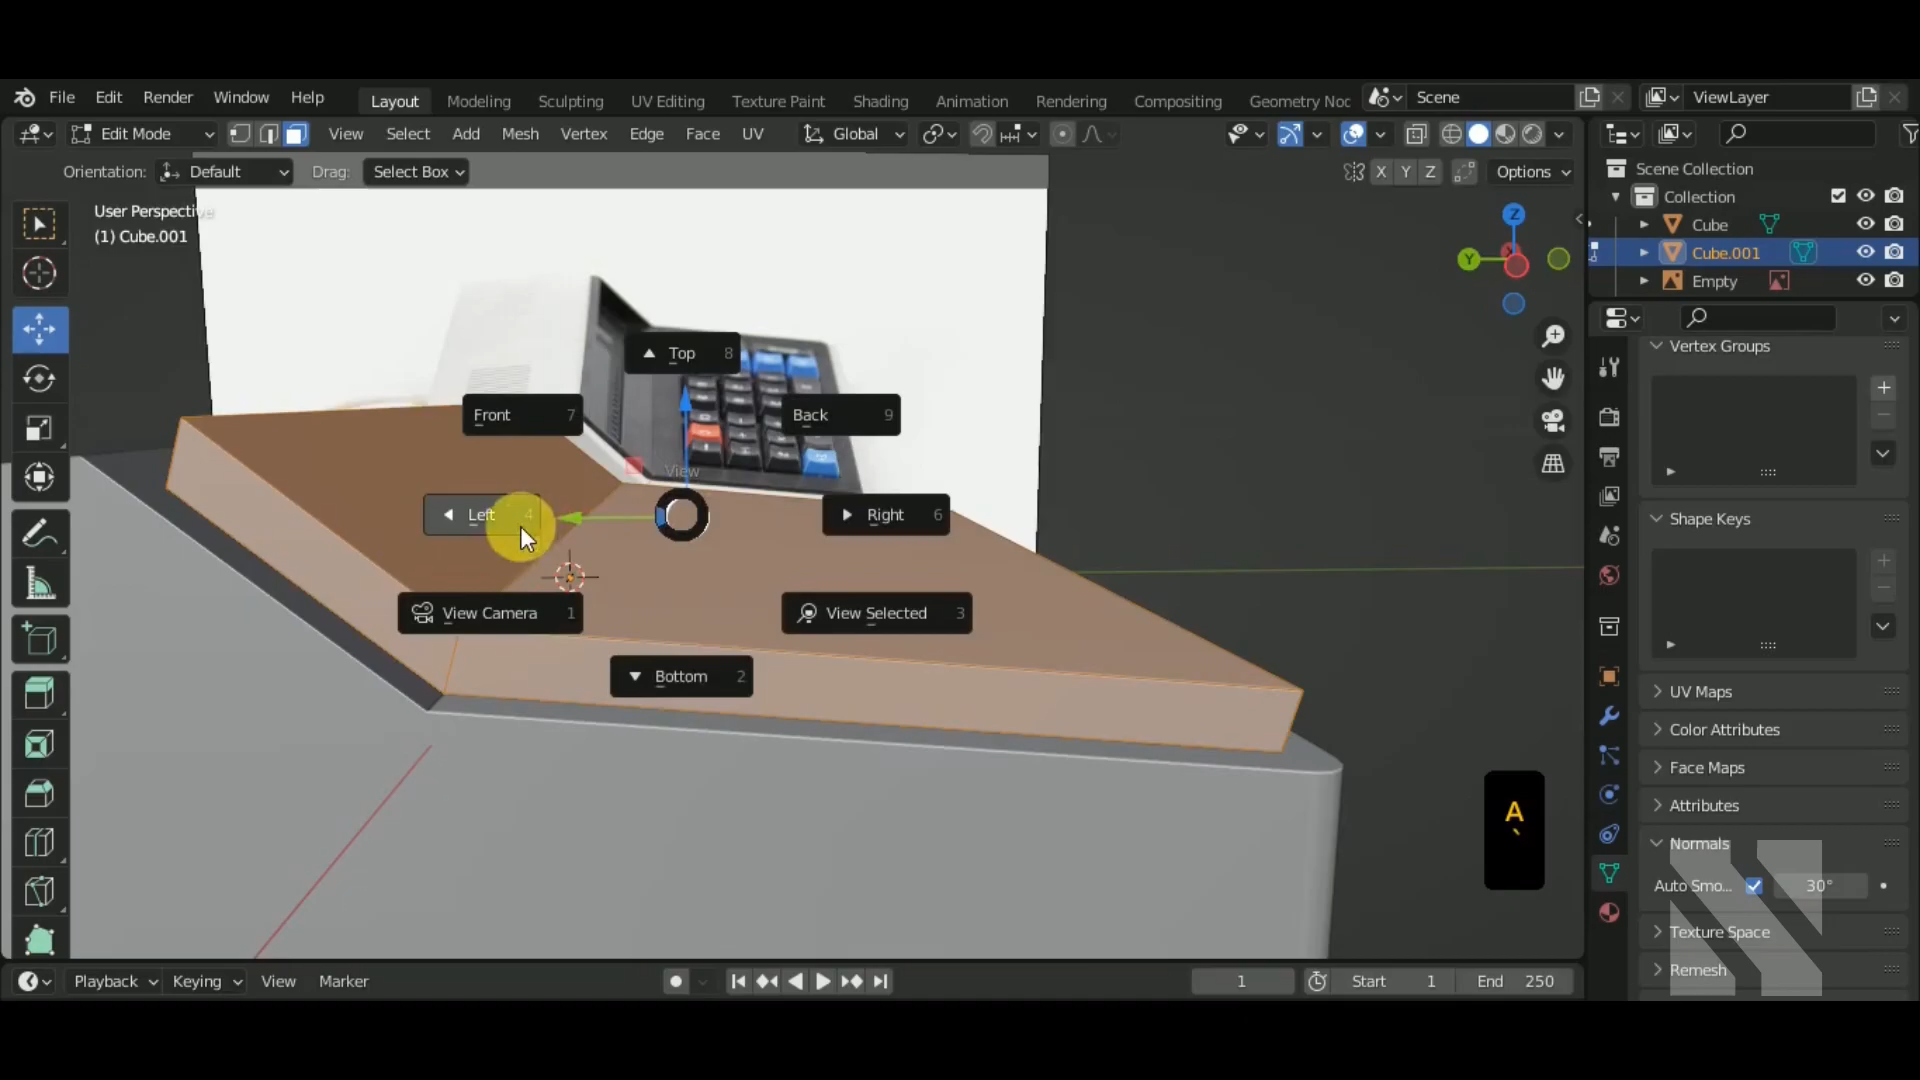 File Edit Render Window Help Layout Modeling Sculpting UV Editing Texture Paint Shading Animation Rendering Compositing Geometry Noc Scene ViewLayer
Edit Mode View Select Add Mesh Vertex Edge Face UV Global
Orientation: Default Drag: Select Box X Y Z Options
User Perspective
(1) Cube.001
Z
Y
X
Top 8
Front 7
Back 9
View
Left 4
Right 6
View Camera 1
View Selected 3
Bottom 2
A
`
Scene Collection
Collection
Cube
Cube.001
Empty
Vertex Groups
Shape Keys
UV Maps
Color Attributes
Face Maps
Attributes
Normals
Auto Smo... 30°
Texture Space
Remesh
Playback Keying View Marker 1 Start 1 End 250